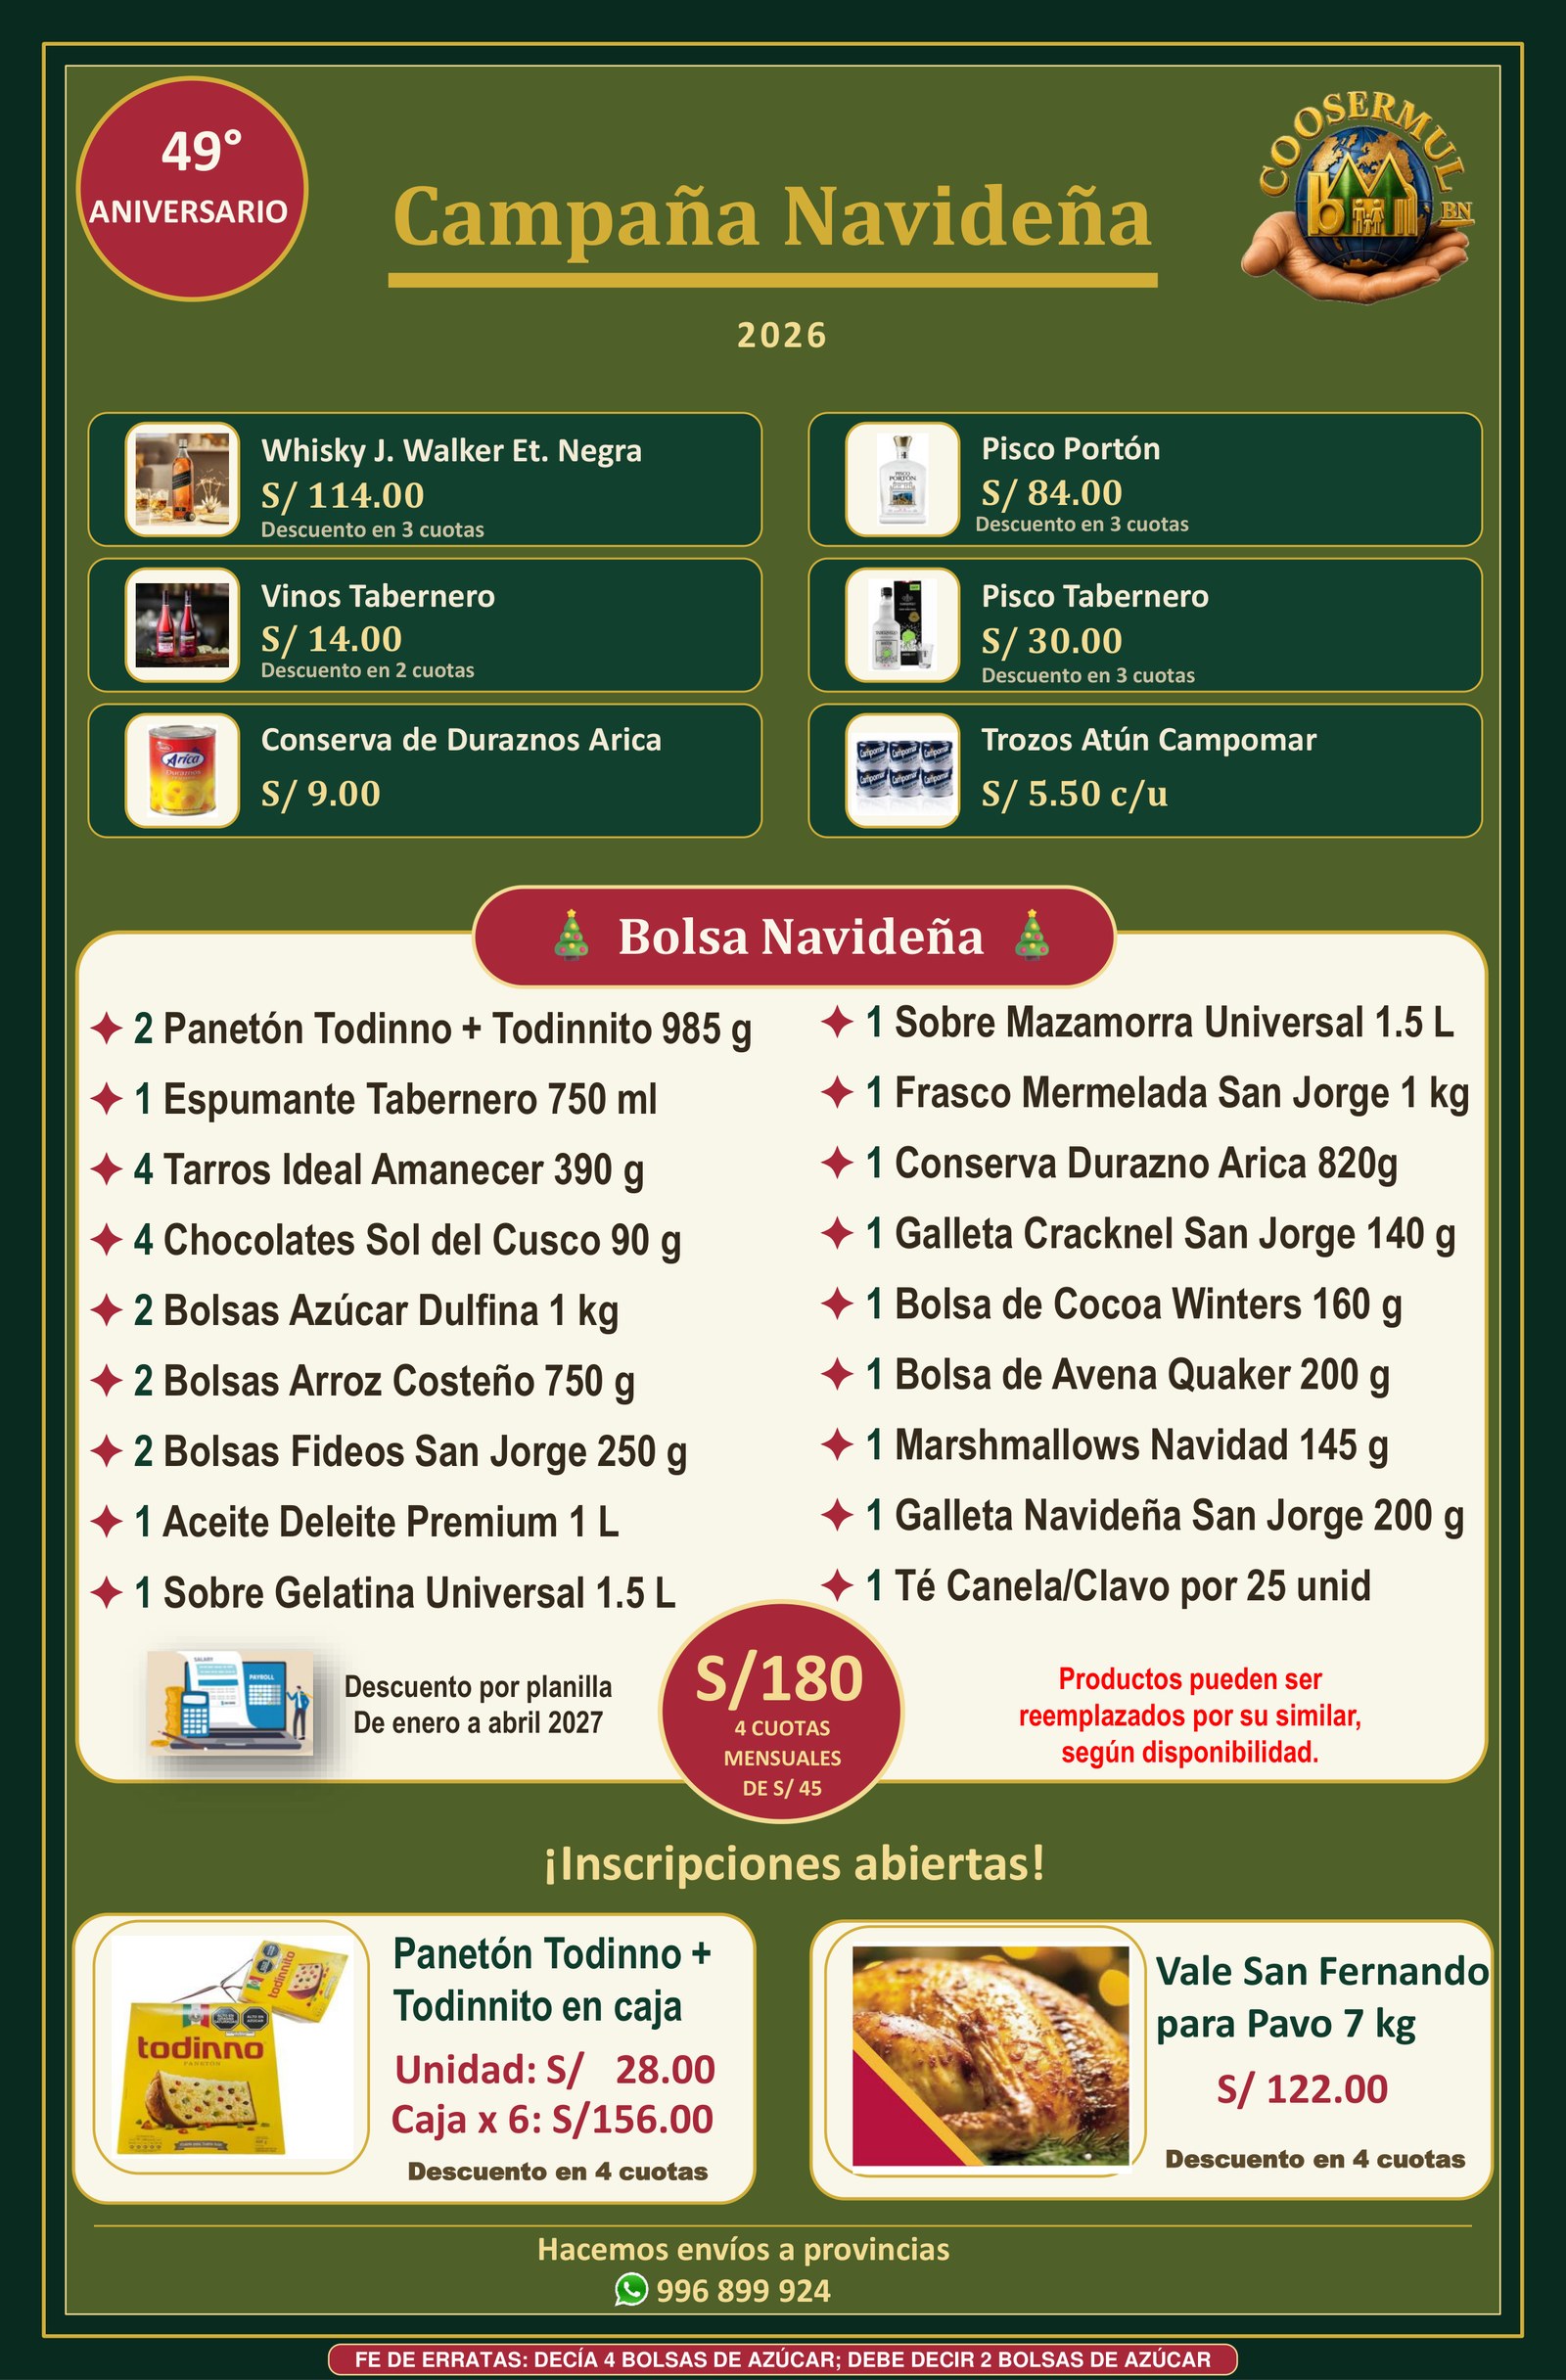 49°
ANIVERSARIO
Campaña Navideña
2026
COOSERMUL
BN
Whisky J. Walker Et. Negra
S/ 114.00
Descuento en 3 cuotas
Pisco Portón
S/ 84.00
Descuento en 3 cuotas
Vinos Tabernero
S/ 14.00
Descuento en 2 cuotas
Pisco Tabernero
S/ 30.00
Descuento en 3 cuotas
Arica
Conserva de Duraznos Arica
S/ 9.00
Campomar
Trozos Atún Campomar
S/ 5.50 c/u
Bolsa Navideña
2 Panetón Todinno + Todinnito 985 g
1 Espumante Tabernero 750 ml
4 Tarros Ideal Amanecer 390 g
4 Chocolates Sol del Cusco 90 g
2 Bolsas Azúcar Dulfina 1 kg
2 Bolsas Arroz Costeño 750 g
2 Bolsas Fideos San Jorge 250 g
1 Aceite Deleite Premium 1 L
1 Sobre Gelatina Universal 1.5 L
1 Sobre Mazamorra Universal 1.5 L
1 Frasco Mermelada San Jorge 1 kg
1 Conserva Durazno Arica 820g
1 Galleta Cracknel San Jorge 140 g
1 Bolsa de Cocoa Winters 160 g
1 Bolsa de Avena Quaker 200 g
1 Marshmallows Navidad 145 g
1 Galleta Navideña San Jorge 200 g
1 Té Canela/Clavo por 25 unid
SALARY
PAYROLL
Descuento por planilla
De enero a abril 2027
S/180
4 CUOTAS
MENSUALES
DE S/ 45
Productos pueden ser
reemplazados por su similar,
según disponibilidad.
¡Inscripciones abiertas!
todinnito
todinno
PANETÓN
Panetón Todinno +
Todinnito en caja
Unidad: S/ 28.00
Caja x 6: S/156.00
Descuento en 4 cuotas
Vale San Fernando
para Pavo 7 kg
S/ 122.00
Descuento en 4 cuotas
Hacemos envíos a provincias
996 899 924
FE DE ERRATAS: DECÍA 4 BOLSAS DE AZÚCAR; DEBE DECIR 2 BOLSAS DE AZÚCAR